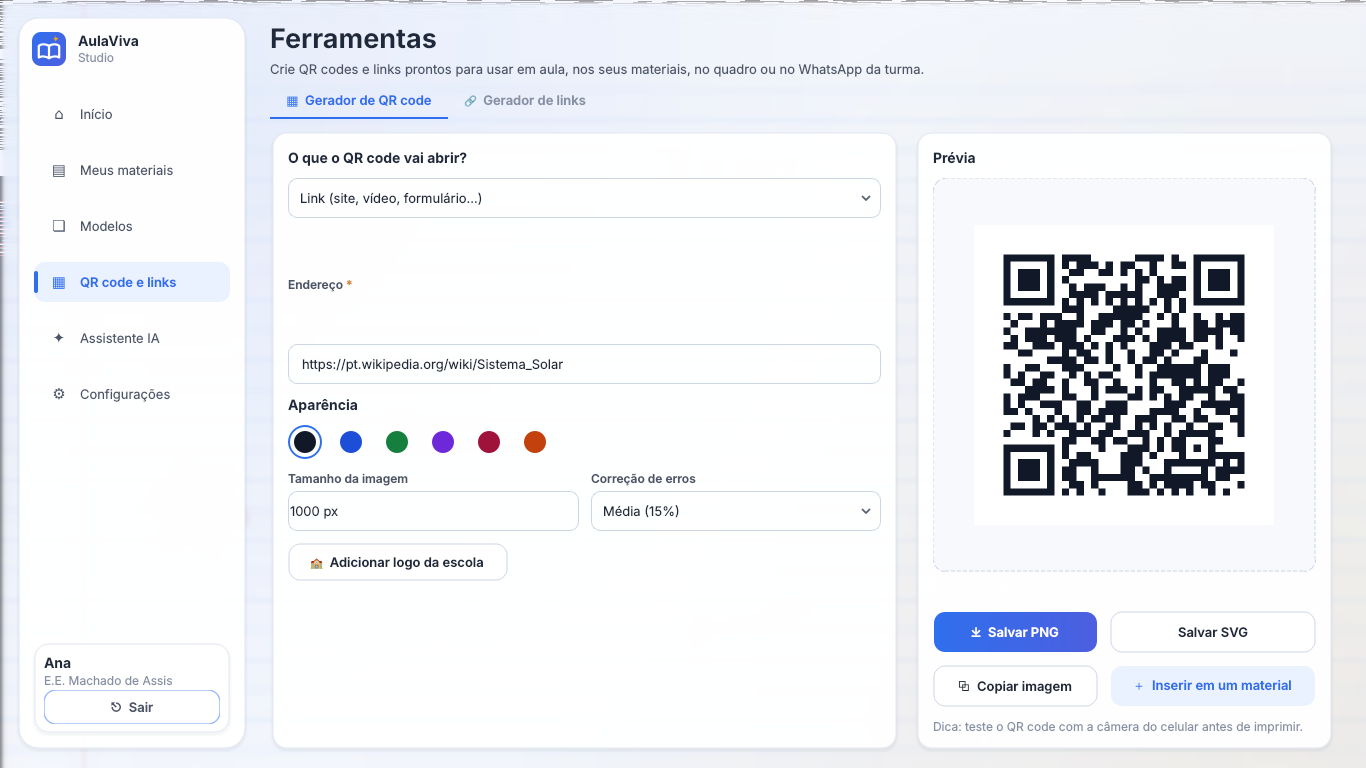 AulaViva
Studio
Início
Meus materiais
Modelos
QR code e links
Assistente IA
Configurações
Ana
E.E. Machado de Assis
Sair
Ferramentas
Crie QR codes e links prontos para usar em aula, nos seus materiais, no quadro ou no WhatsApp da turma.
Gerador de QR code
Gerador de links
O que o QR code vai abrir?
Link (site, vídeo, formulário...)
Endereço *
https://pt.wikipedia.org/wiki/Sistema_Solar
Aparência
Tamanho da imagem
Correção de erros
1000 px
Média (15%)
Adicionar logo da escola
Prévia
Salvar PNG
Salvar SVG
Copiar imagem
+ Inserir em um material
Dica: teste o QR code com a câmera do celular antes de imprimir.